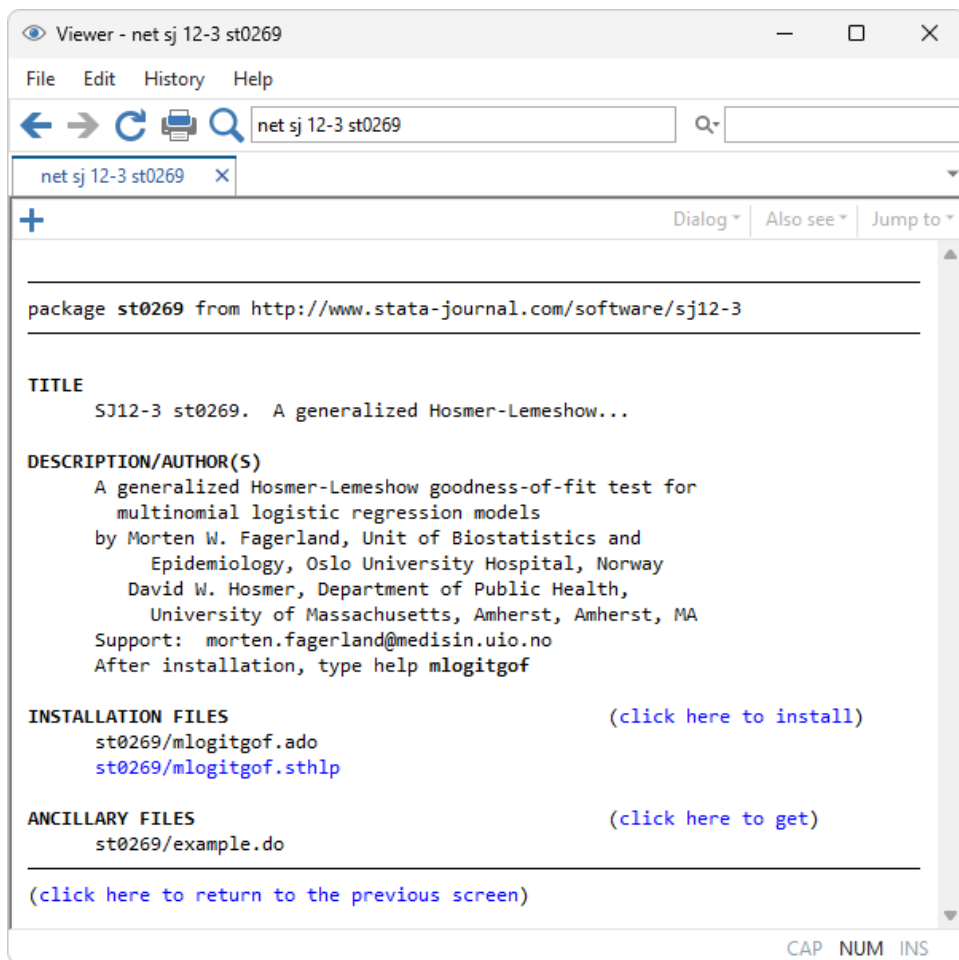 Viewer - net sj 12-3 st0269
File Edit History Help
net sj 12-3 st0269
net sj 12-3 st0269
Dialog Also see Jump to
package st0269 from http://www.stata-journal.com/software/sj12-3
TITLE
SJ12-3 st0269. A generalized Hosmer-Lemeshow...
DESCRIPTION/AUTHOR(S)
A generalized Hosmer-Lemeshow goodness-of-fit test for
multinomial logistic regression models
by Morten W. Fagerland, Unit of Biostatistics and
Epidemiology, Oslo University Hospital, Norway
David W. Hosmer, Department of Public Health,
University of Massachusetts, Amherst, Amherst, MA
Support: morten.fagerland@medisin.uio.no
After installation, type help mlogitgof
INSTALLATION FILES (click here to install)
st0269/mlogitgof.ado
st0269/mlogitgof.sthlp
ANCILLARY FILES (click here to get)
st0269/example.do
(click here to return to the previous screen)
CAP NUM INS